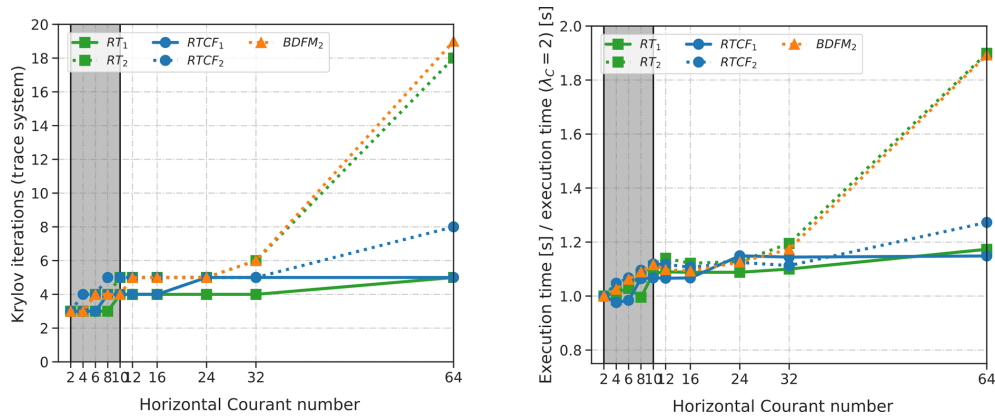 20
18
16
14
12
10
8
6
4
2
0
Krylov iterations (trace system)
RT1 RTCF1 BDFM2
RT2 RTCF2
2 4 6 8 10 12 16 24 32 64
Horizontal Courant number
2.0
1.8
1.6
1.4
1.2
1.0
0.8
Execution time [s] / execution time (λC = 2) [s]
RT1 RTCF1 BDFM2
RT2 RTCF2
2 4 6 8 10 12 16 24 32 64
Horizontal Courant number